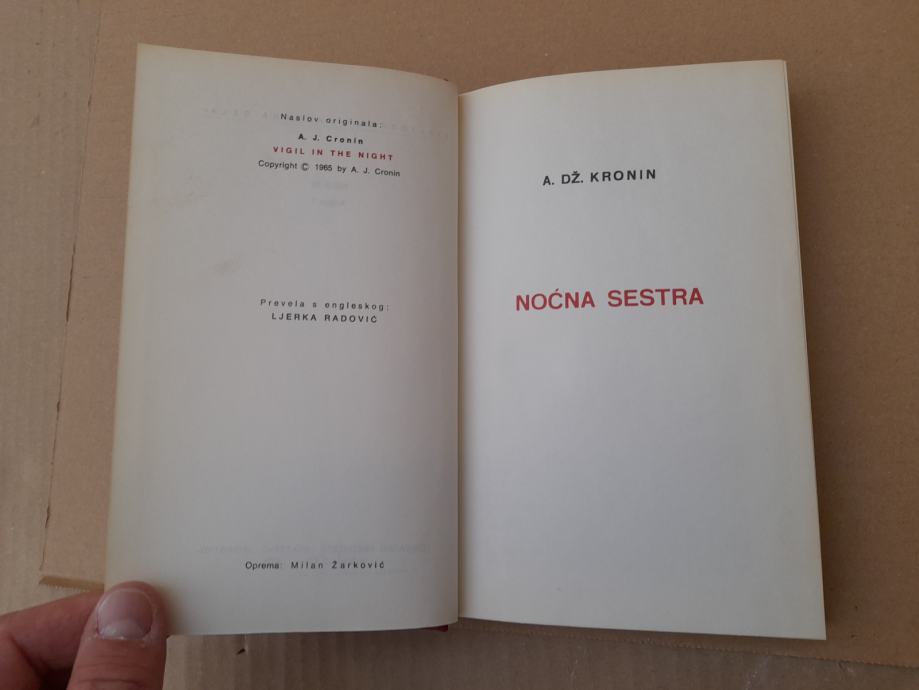 Naslov originala:
A. J. Cronin
VIGIL IN THE NIGHT
Copyright © 1965 by A. J. Cronin
Prevela s engleskog:
LJERKA RADOVIĆ
Oprema: Milan Žarković
A. DŽ. KRONIN
NOĆNA SESTRA